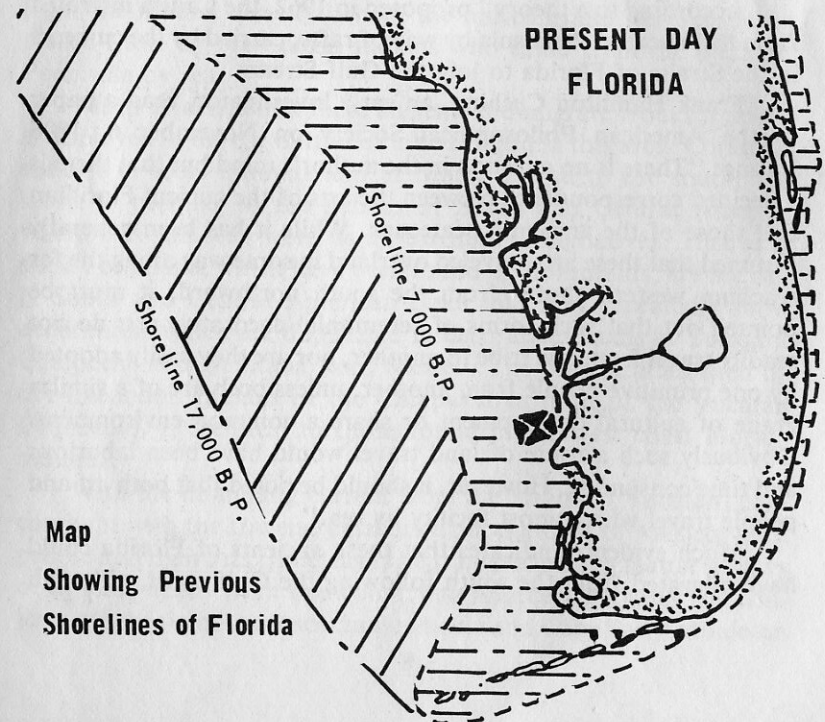 PRESENT DAY
FLORIDA
Shoreline 7,000 B.P.
Shoreline 17,000 B.P.
Map
Showing Previous
Shorelines of Florida